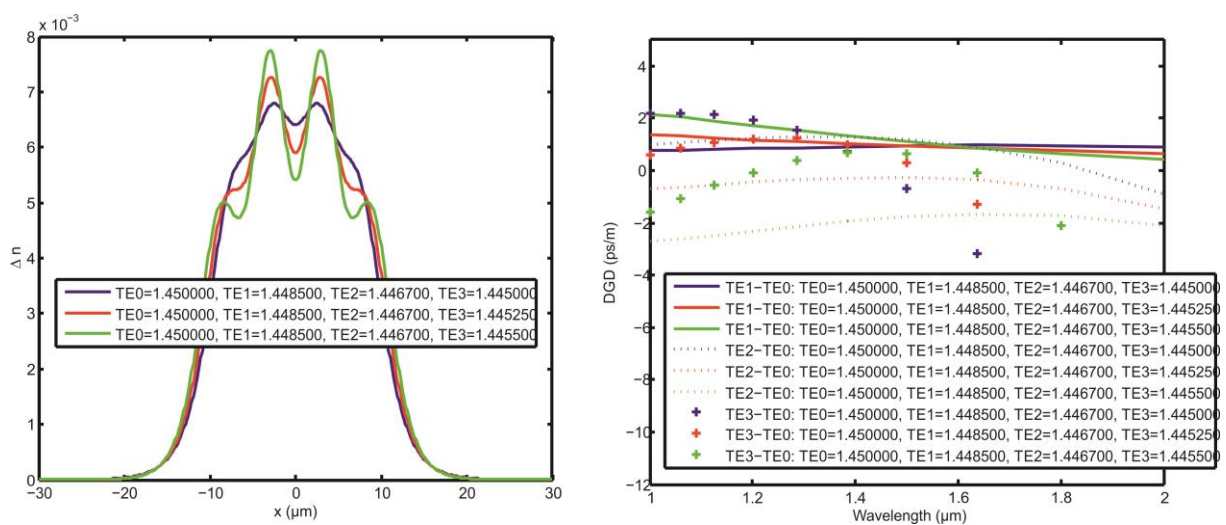 x 10⁻³
8
7
6
5
4
3
2
1
0
Δ n
−30
−20
−10
0
10
20
30
x (µm)
TE0=1.450000, TE1=1.448500, TE2=1.446700, TE3=1.445000
TE0=1.450000, TE1=1.448500, TE2=1.446700, TE3=1.445250
TE0=1.450000, TE1=1.448500, TE2=1.446700, TE3=1.445500
4
2
0
−2
−4
−6
−8
−10
−12
DGD (ps/m)
1
1.2
1.4
1.6
1.8
2
Wavelength (µm)
TE1−TE0: TE0=1.450000, TE1=1.448500, TE2=1.446700, TE3=1.445000
TE1−TE0: TE0=1.450000, TE1=1.448500, TE2=1.446700, TE3=1.445250
TE1−TE0: TE0=1.450000, TE1=1.448500, TE2=1.446700, TE3=1.445500
TE2−TE0: TE0=1.450000, TE1=1.448500, TE2=1.446700, TE3=1.445000
TE2−TE0: TE0=1.450000, TE1=1.448500, TE2=1.446700, TE3=1.445250
TE2−TE0: TE0=1.450000, TE1=1.448500, TE2=1.446700, TE3=1.445500
TE3−TE0: TE0=1.450000, TE1=1.448500, TE2=1.446700, TE3=1.445000
TE3−TE0: TE0=1.450000, TE1=1.448500, TE2=1.446700, TE3=1.445250
TE3−TE0: TE0=1.450000, TE1=1.448500, TE2=1.446700, TE3=1.445500